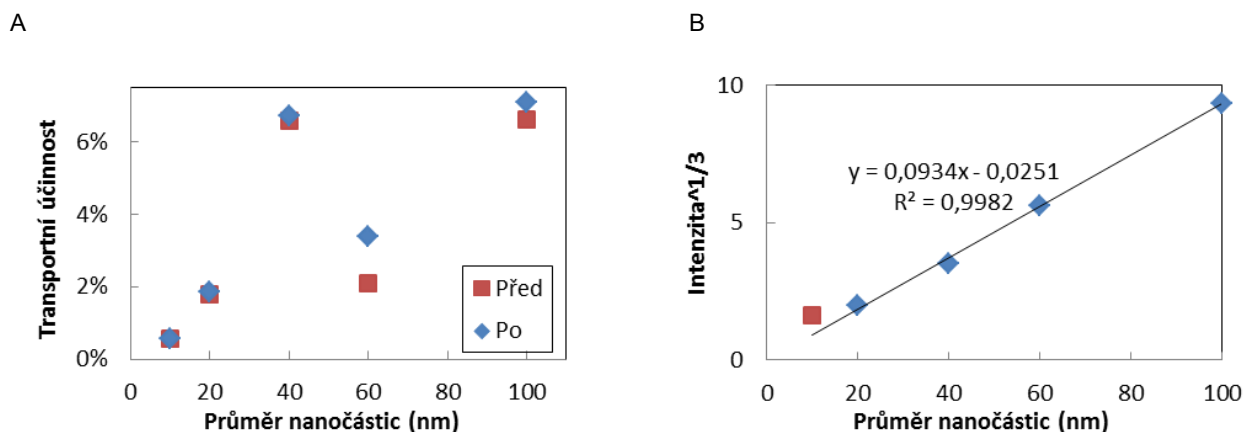 A
B
Transportní účinnost
6%
4%
2%
0%
0
20
40
60
80
100
Průměr nanočástic (nm)
Před
Po
Intenzita^1/3
10
5
0
y = 0,0934x - 0,0251
R² = 0,9982
0
20
40
60
80
100
Průměr nanočástic (nm)